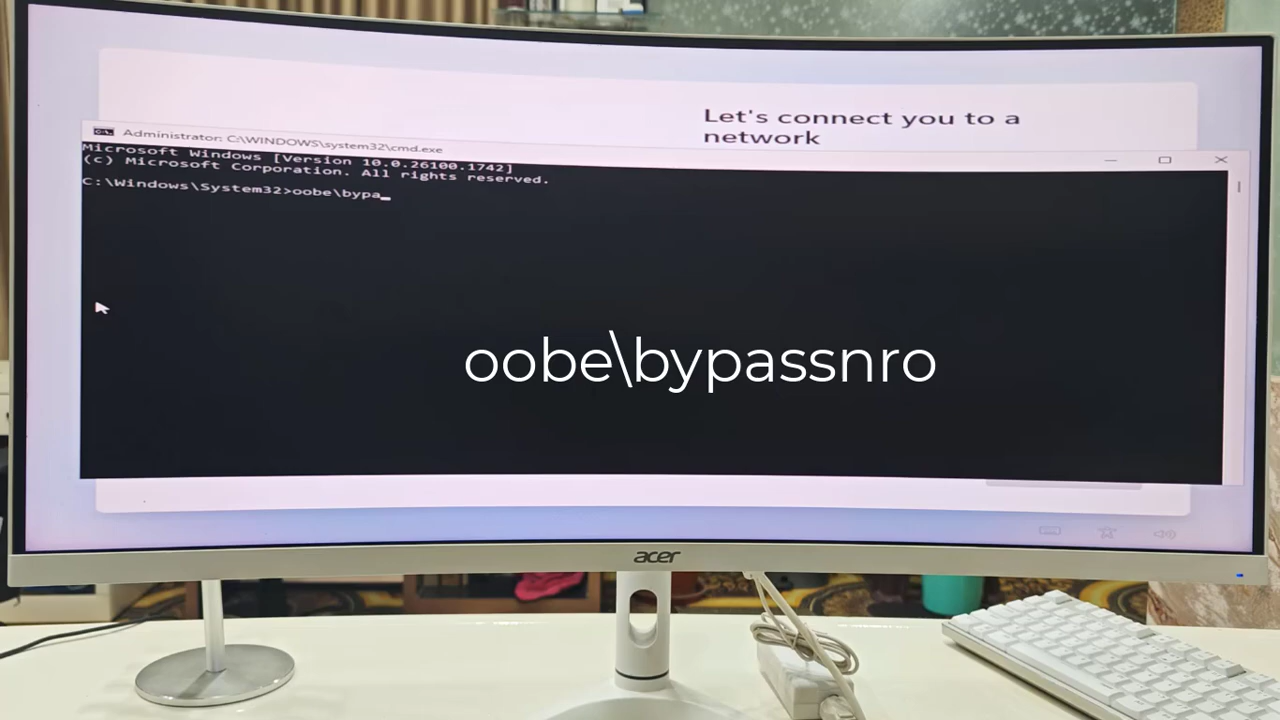 Let's connect you to a
network
Administrator: C:\WINDOWS\system32\cmd.exe
Microsoft Windows [Version 10.0.26100.1742]
(c) Microsoft Corporation. All rights reserved.
C:\Windows\System32>oobe\bypa_
oobe\bypassnro
acer